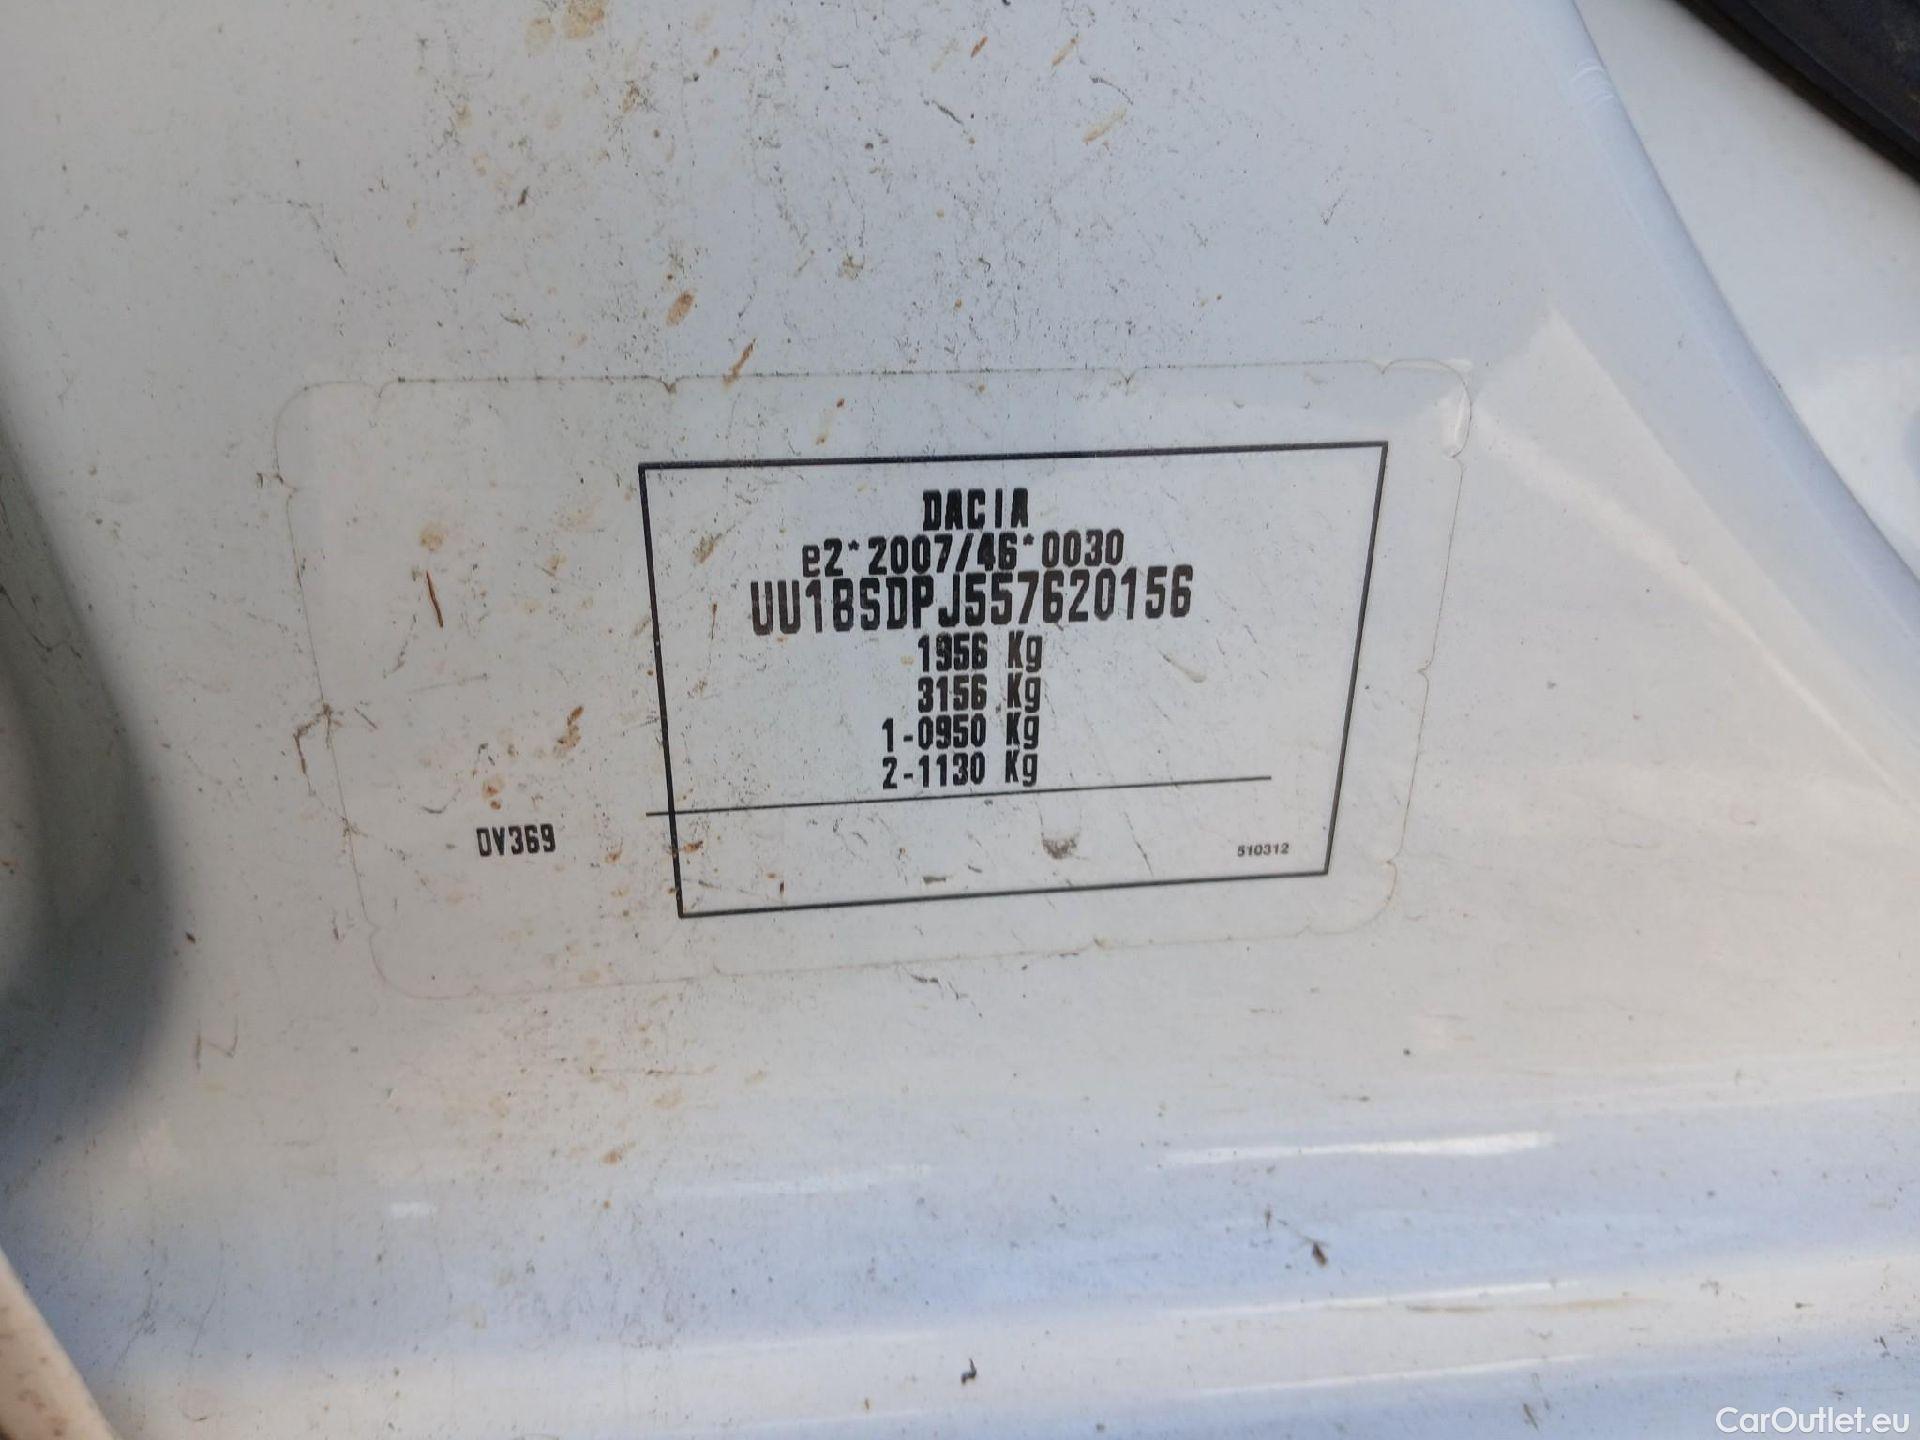 DACIA
e2*2007/46*0030
UU1BSDPJ557620156
1956 Kg
3156 Kg
1-0950 Kg
2-1130 Kg
DV369
510312
CarOutlet.eu